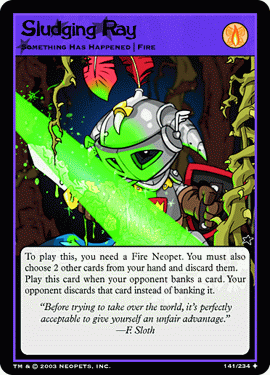 Sludging Ray
Something Has Happened | Fire
To play this, you need a Fire Neopet. You must also
choose 2 other cards from your hand and discard them.
Play this card when your opponent banks a card. Your
opponent discards that card instead of banking it.
"Before trying to take over the world, it's perfectly
acceptable to give yourself an unfair advantage."
—F. Sloth
TM & © 2003 NEOPETS, INC.
141/234 ♦